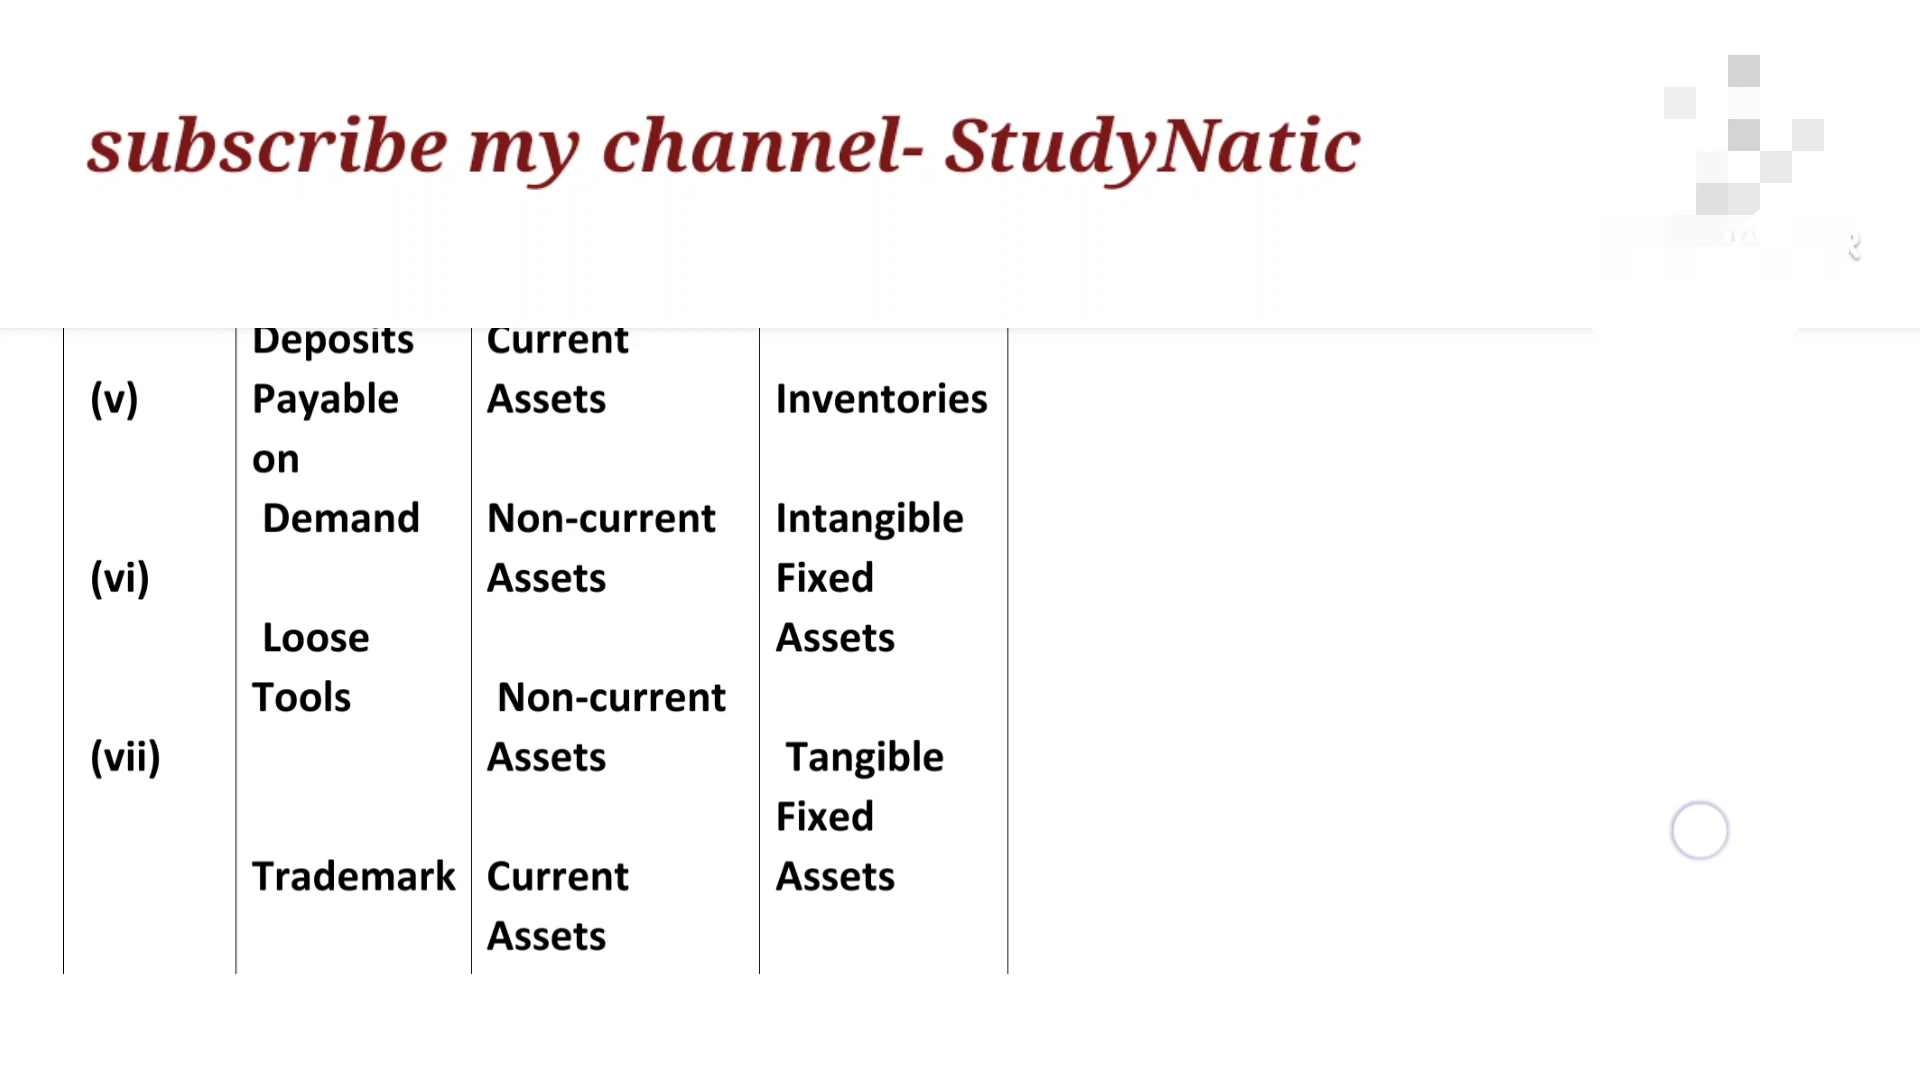 subscribe my channel- StudyNatic
Deposits Current
(v) Payable Assets Inventories
on
Demand Non-current Intangible
(vi) Assets Fixed
Loose Assets
Tools Non-current
(vii) Assets Tangible
Fixed
Trademark Current Assets
Assets